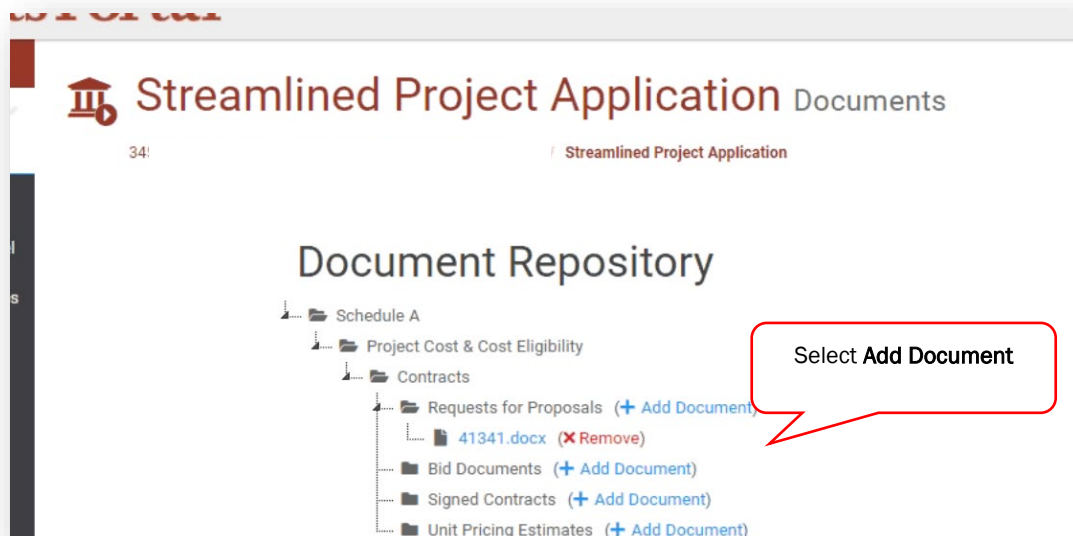 Streamlined Project Application Documents
Streamlined Project Application
Document Repository
Schedule A
Project Cost & Cost Eligibility
Contracts
Requests for Proposals (+ Add Document)
41341.docx (✕ Remove)
Bid Documents (+ Add Document)
Signed Contracts (+ Add Document)
Unit Pricing Estimates (+ Add Document)
Select Add Document